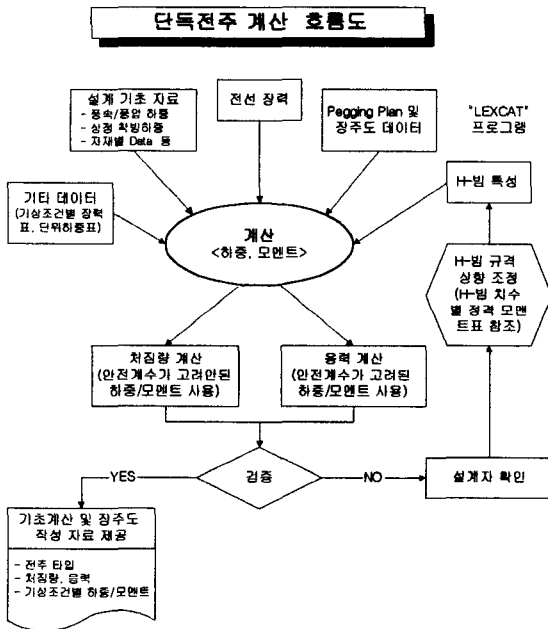 단독전주 계산 흐름도
설계 기초 자료
- 풍속/풍압 하중
- 상정 착빙하중
- 자재별 Data 등
전선 장력
Pegging Plan 및
장주도 데이터
"LEXCAT"
프로그램
기타 데이터
(기상조건별 장력
표, 단위하중표)
계산
<하중, 모멘트>
H-빔 특성
H-빔 규격
상향 조정
(H-빔 치수
별 정격 모멘
트표 참조)
처짐량 계산
(안전계수가 고려안된
하중/모멘트 사용)
응력 계산
(안전계수가 고려된
하중/모멘트 사용)
YES
검증
NO
설계자 확인
기초계산 및 장주도
작성 자료 제공
- 전주 타입
- 처짐량, 응력
- 기상조건별 하중/모멘트